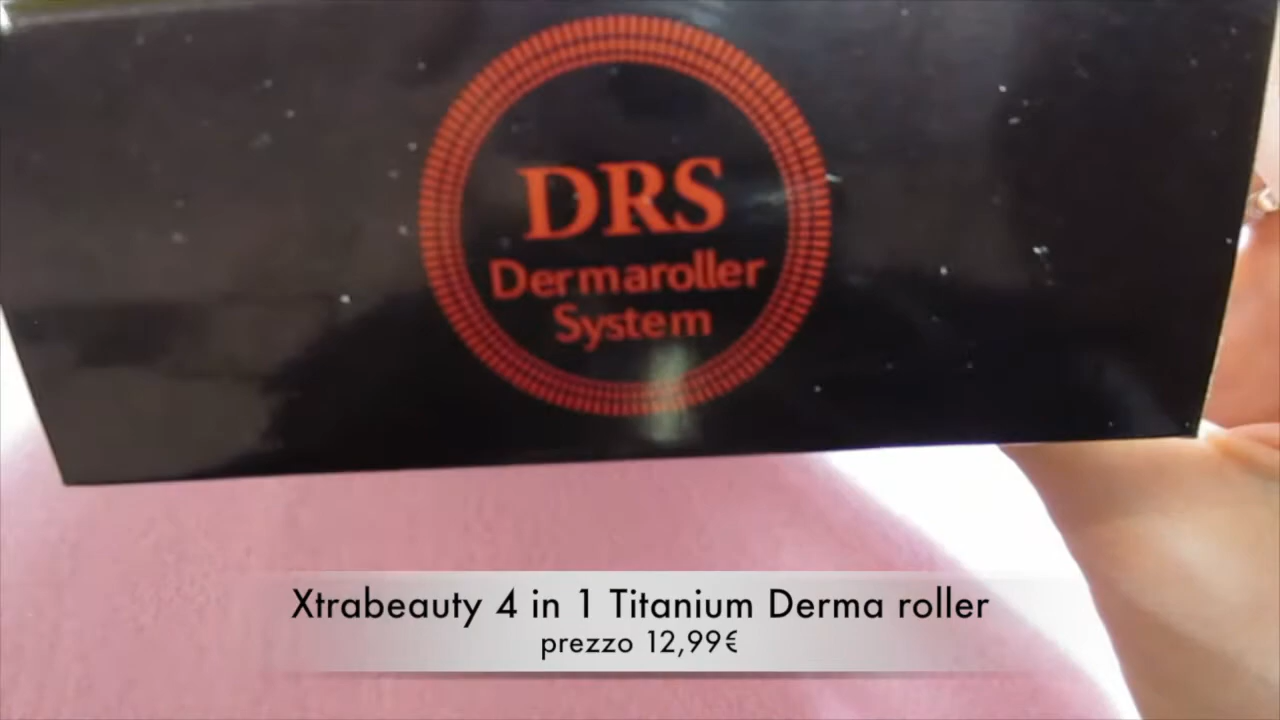 DRS
Dermaroller
System
Xtrabeauty 4 in 1 Titanium Derma roller
prezzo 12,99€